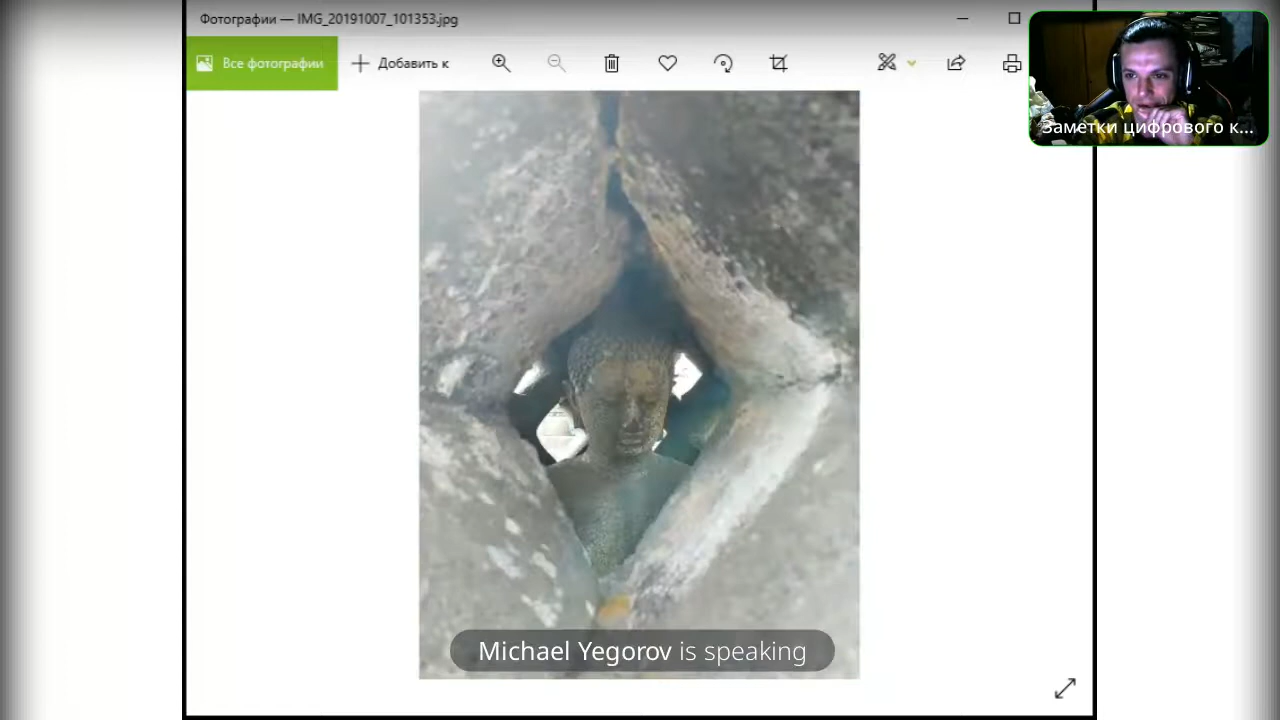 Фотографии — IMG_20191007_101353.jpg
Все фотографии
Добавить к
Заметки цифрового к...
Michael Yegorov is speaking